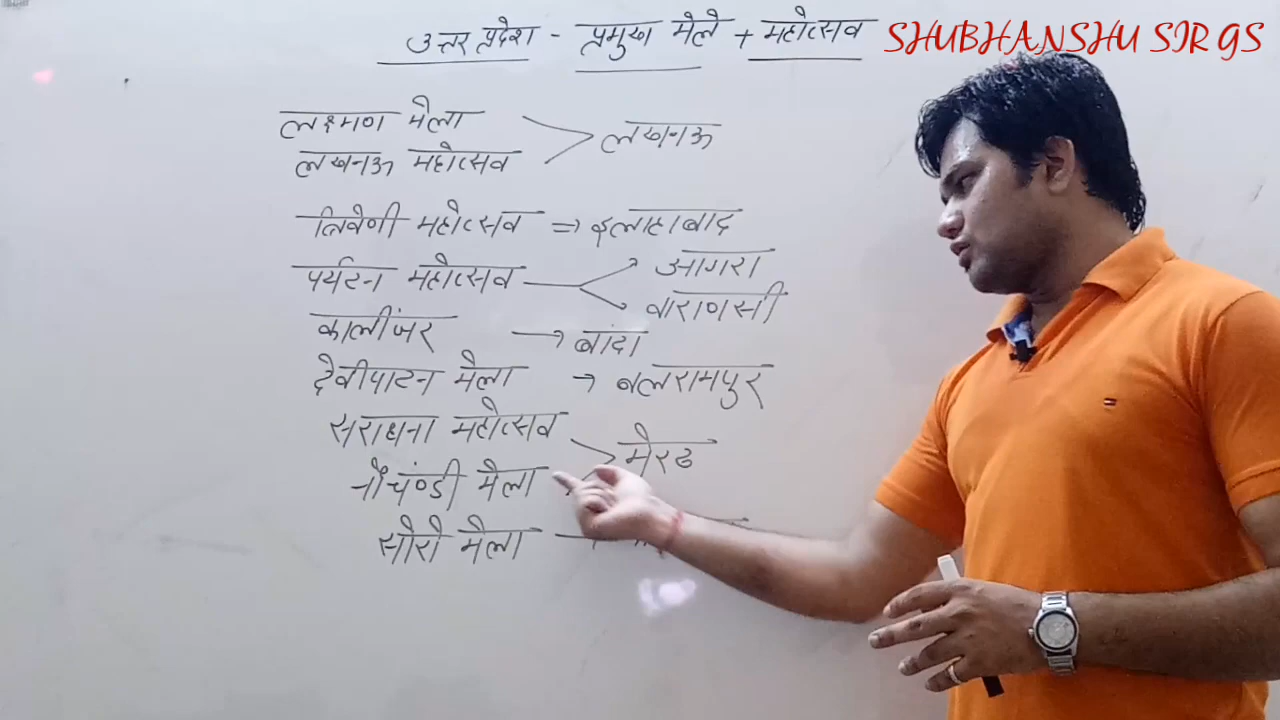 उत्तर प्रदेश - प्रमुख मेले + महोत्सव SHUBHANSHU SIR GS
लक्ष्मण मेला
लखनऊ महोत्सव > लखनऊ
त्रिवेणी महोत्सव => इलाहाबाद
पर्यटन महोत्सव < आगरा
वाराणसी
कालींजर → बांदा
देवीपाटन मेला → बलरामपुर
सराधना महोत्सव > मेरठ
नौचंण्डी मेला
सोरो मेला →